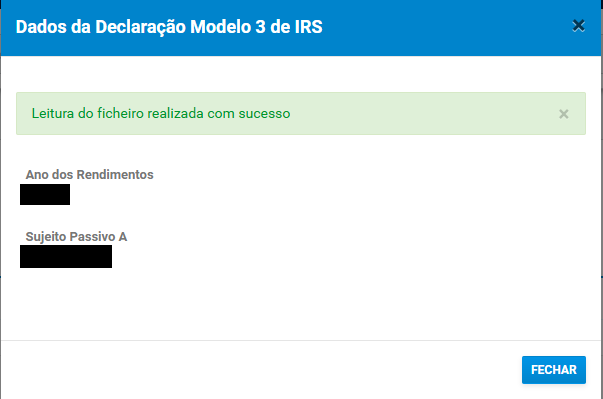 Dados da Declaração Modelo 3 de IRS
Leitura do ficheiro realizada com sucesso
Ano dos Rendimentos
Sujeito Passivo A
FECHAR